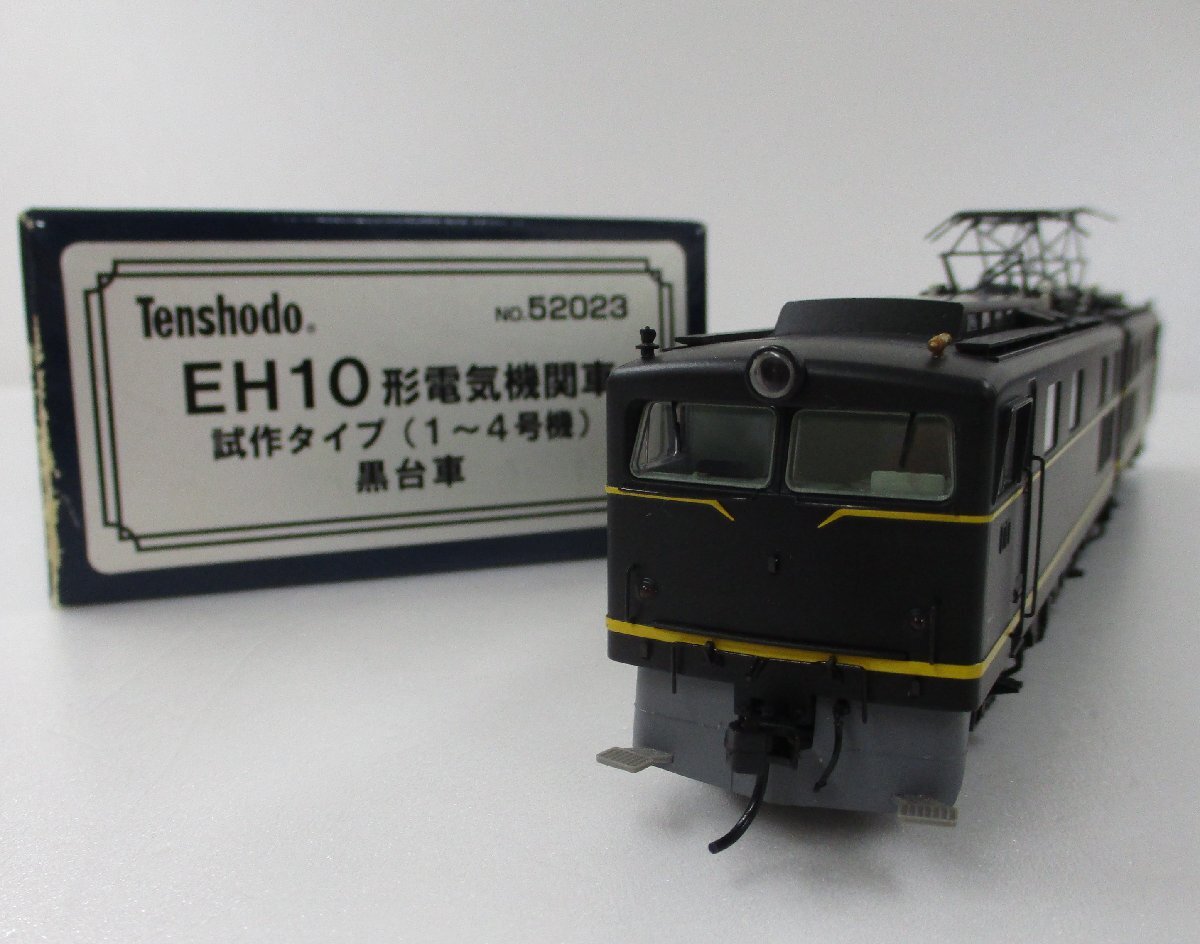 Tenshodo®
NO.52023
EH10形電気機関車
試作タイプ(1～4号機)
黒台車